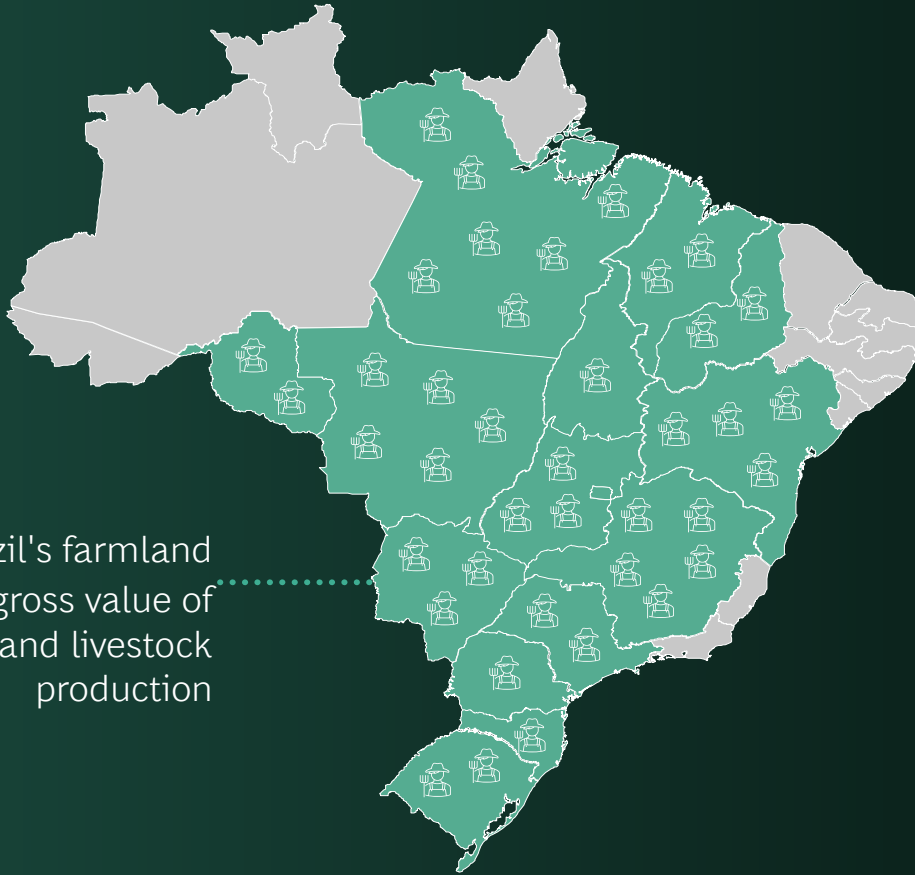 zil's farmland
gross value of
and livestock
production